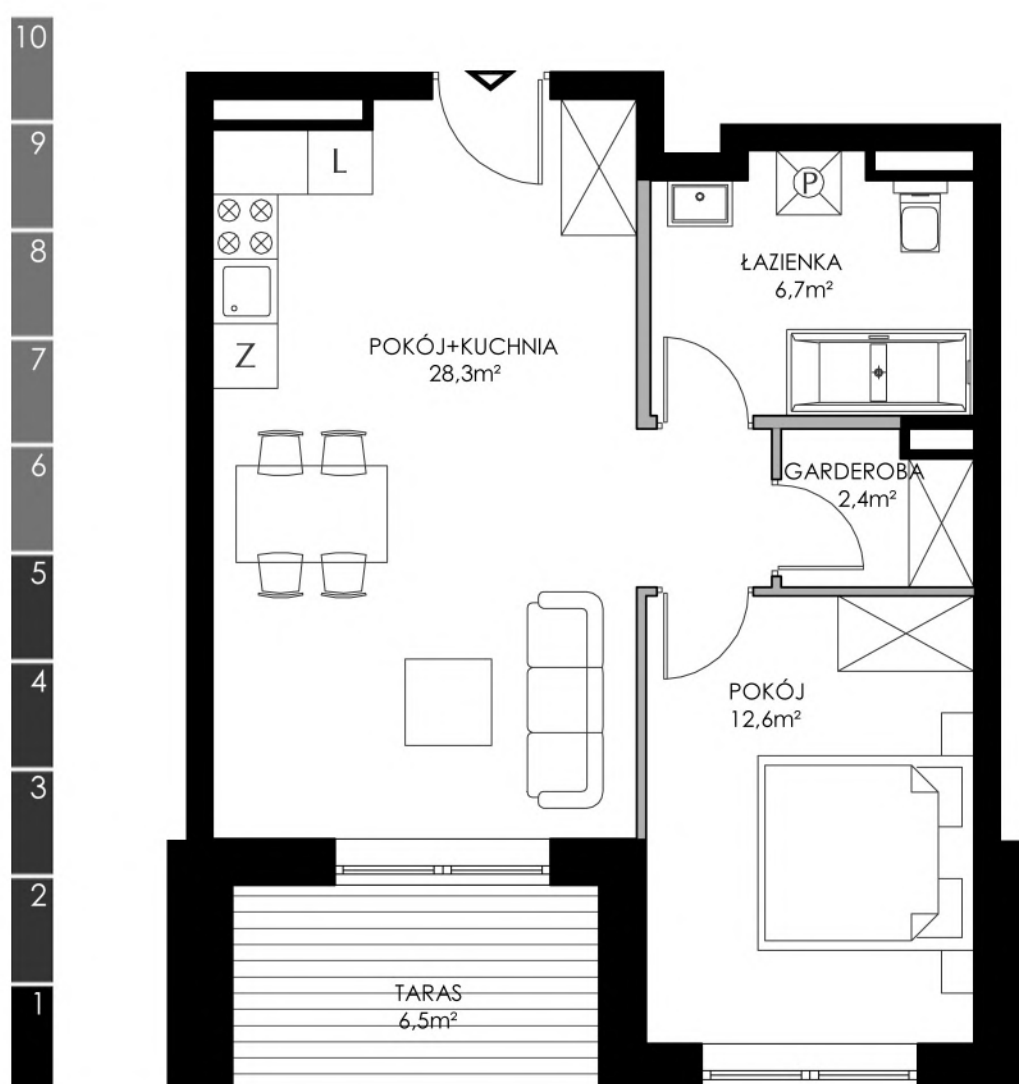 10
9
8
7
6
5
4
3
2
1
L
P
ŁAZIENKA
6,7m²
Z
POKÓJ+KUCHNIA
28,3m²
GARDEROBA
2,4m²
POKÓJ
12,6m²
TARAS
6,5m²